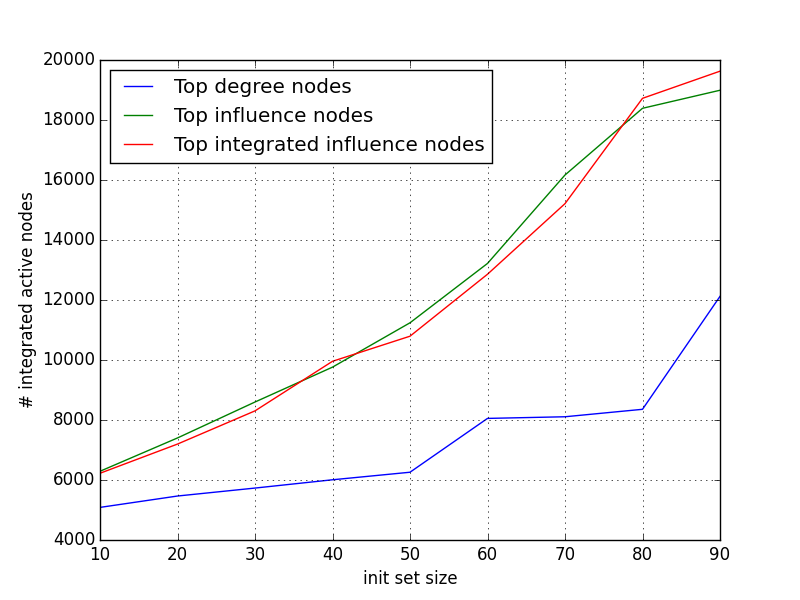 20000
18000
16000
14000
12000
10000
8000
6000
4000
# integrated active nodes
Top degree nodes
Top influence nodes
Top integrated influence nodes
10 20 30 40 50 60 70 80 90
init set size